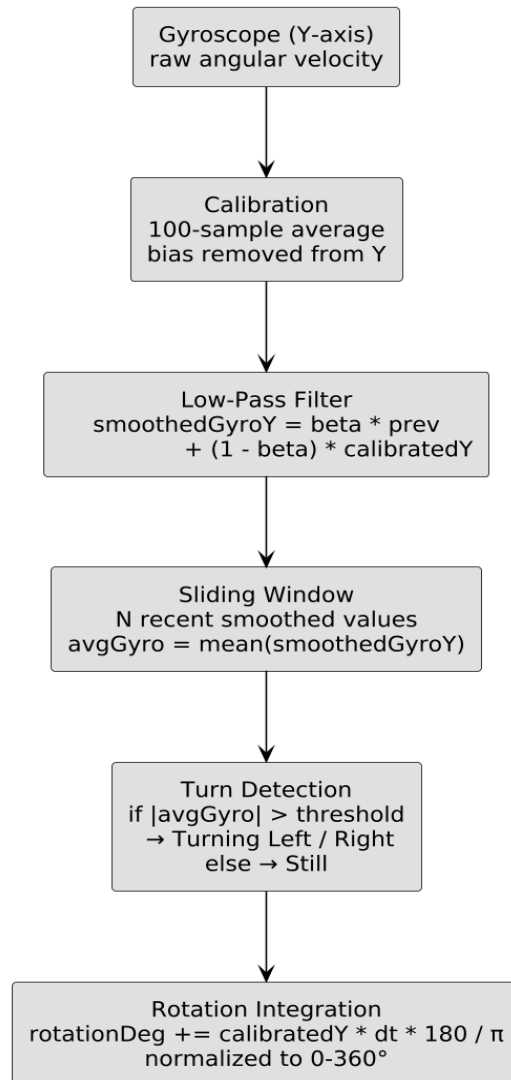 Gyroscope (Y-axis)
raw angular velocity
Calibration
100-sample average
bias removed from Y
Low-Pass Filter
smoothedGyroY = beta * prev
+ (1 - beta) * calibratedY
Sliding Window
N recent smoothed values
avgGyro = mean(smoothedGyroY)
Turn Detection
if |avgGyro| > threshold
→ Turning Left / Right
else → Still
Rotation Integration
rotationDeg += calibratedY * dt * 180 / π
normalized to 0-360°